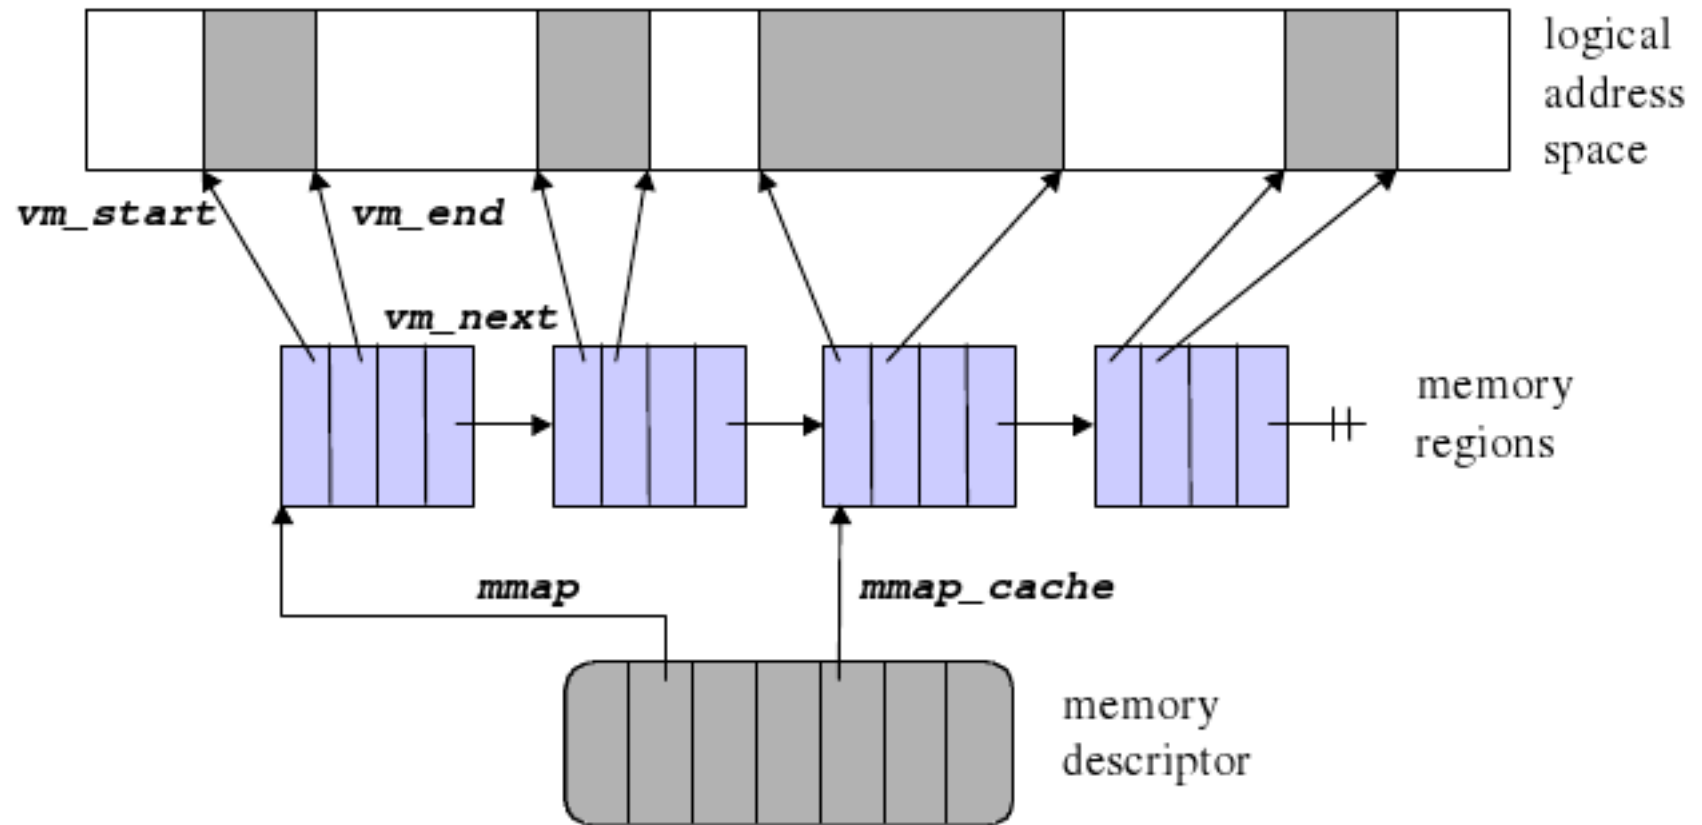 logical
address
space
vm_start
vm_end
vm_next
memory
regions
mmap
mmap_cache
memory
descriptor